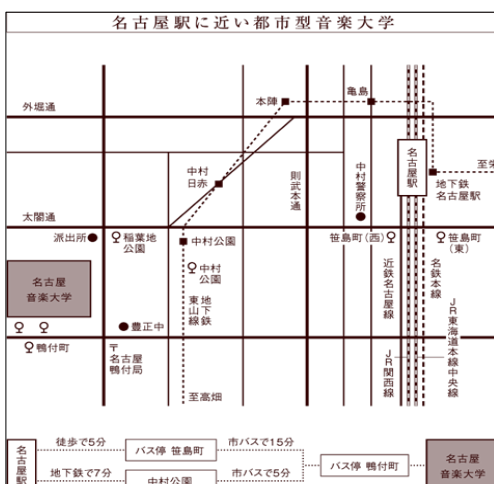 名古屋駅に近い都市型音楽大学
本陣
亀島
外堀通
名古屋駅
中村日赤
則武本通
中村警察所
至栄
地下鉄
名古屋駅
太閤通
派出所
稲葉地
公園
中村公園
笹島町(西)
笹島町
(東)
中村
公園
名古屋
音楽大学
地下鉄
東山線
近鉄名古屋線
名鉄本線
JR東海道本線中央線
豊正中
鴨付町
〒
名古屋
鴨付局
JR関西線
至高畑
名古屋駅
徒歩で5分
バス停 笹島町
市バスで15分
バス停 鴨付町
名古屋
音楽大学
地下鉄で7分
中村公園
市バスで5分